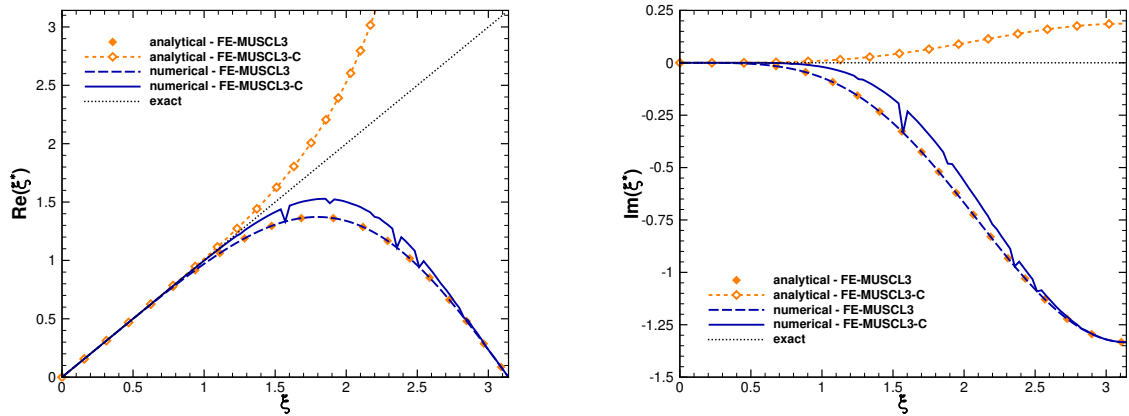 3
2.5
2
1.5
1
0.5
0
0 0.5 1 1.5 2 2.5 3
Re(ξ*)
ξ
analytical - FE-MUSCL3
analytical - FE-MUSCL3-C
numerical - FE-MUSCL3
numerical - FE-MUSCL3-C
exact
0.25
0
-0.25
-0.5
-0.75
-1
-1.25
-1.5
0 0.5 1 1.5 2 2.5 3
Im(ξ*)
ξ
analytical - FE-MUSCL3
analytical - FE-MUSCL3-C
numerical - FE-MUSCL3
numerical - FE-MUSCL3-C
exact